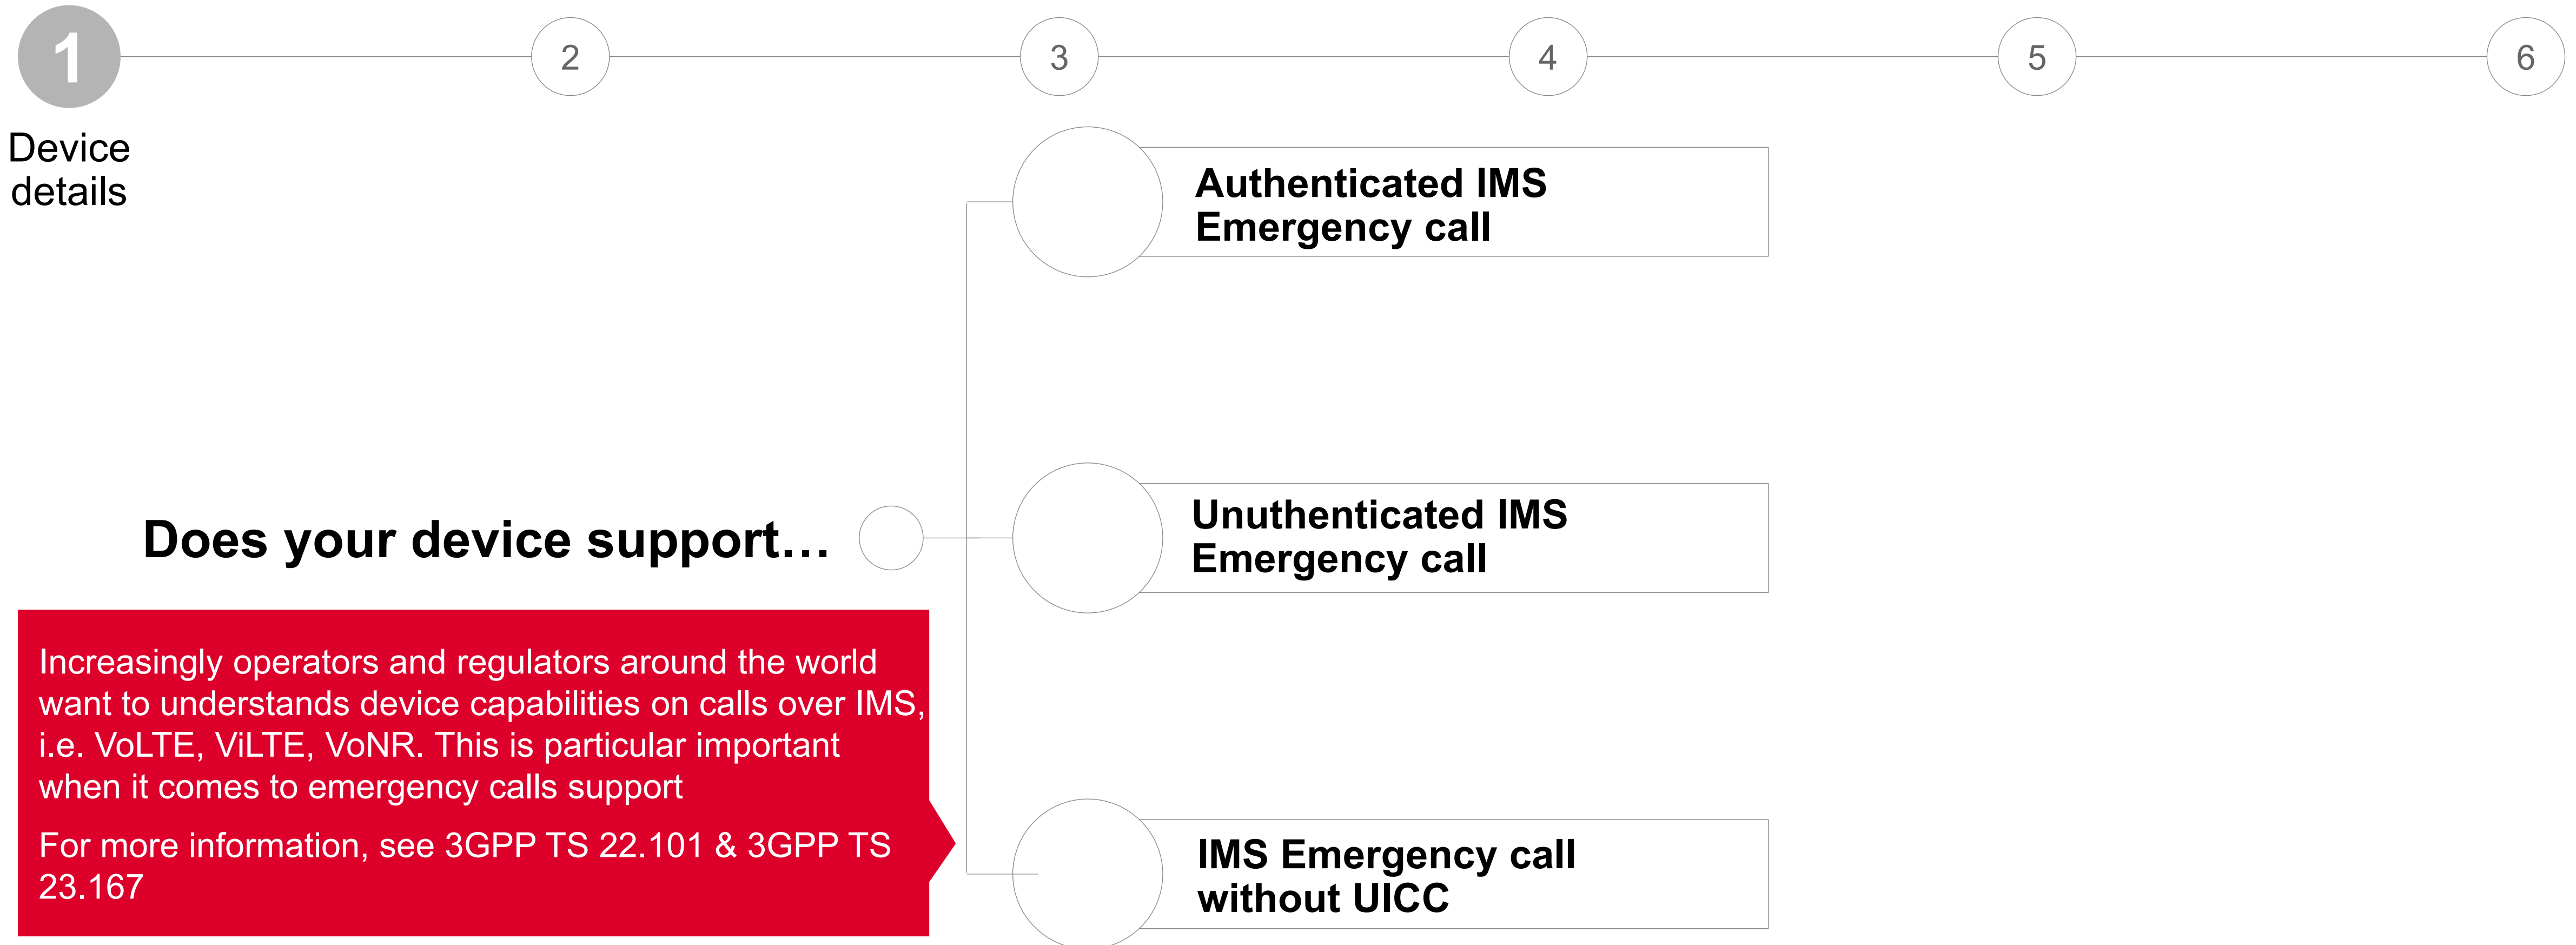 1
2
3
4
5
6
Device
details
Authenticated IMS
Emergency call
Does your device support…
Unuthenticated IMS
Emergency call
Increasingly operators and regulators around the world
want to understands device capabilities on calls over IMS,
i.e. VoLTE, ViLTE, VoNR. This is particular important
when it comes to emergency calls support
For more information, see 3GPP TS 22.101 & 3GPP TS
23.167
IMS Emergency call
without UICC